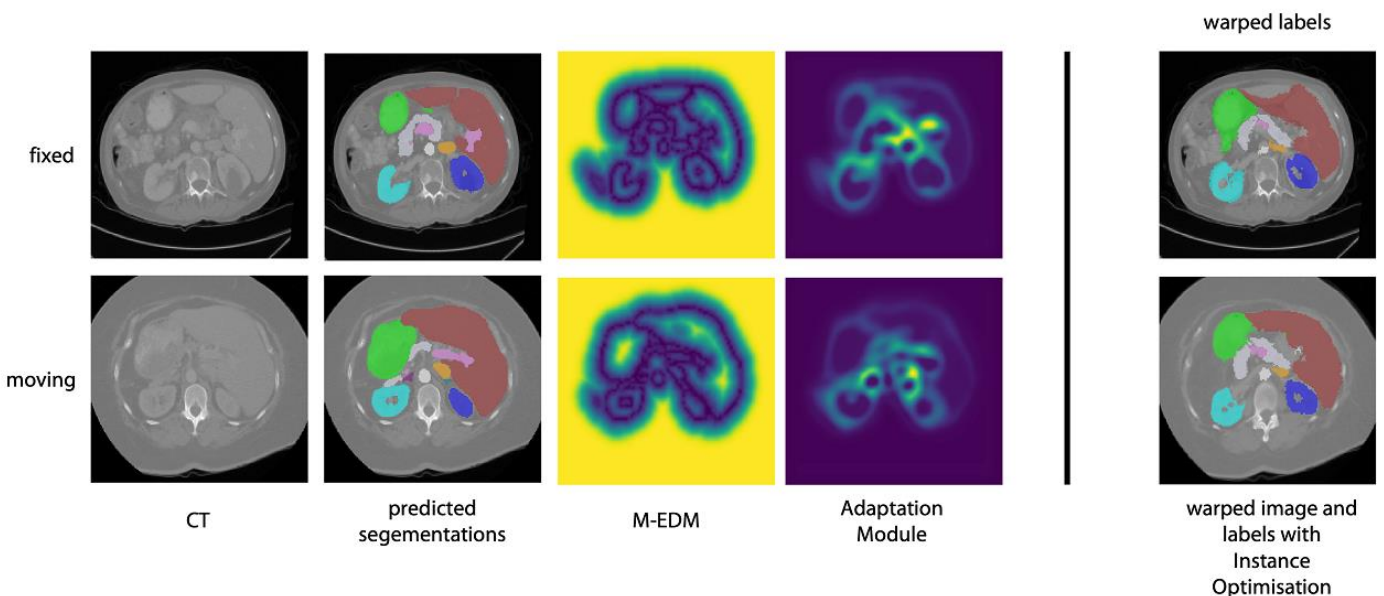 warped labels
fixed
moving
CT
predicted
segementations
M-EDM
Adaptation
Module
warped image and
labels with
Instance
Optimisation